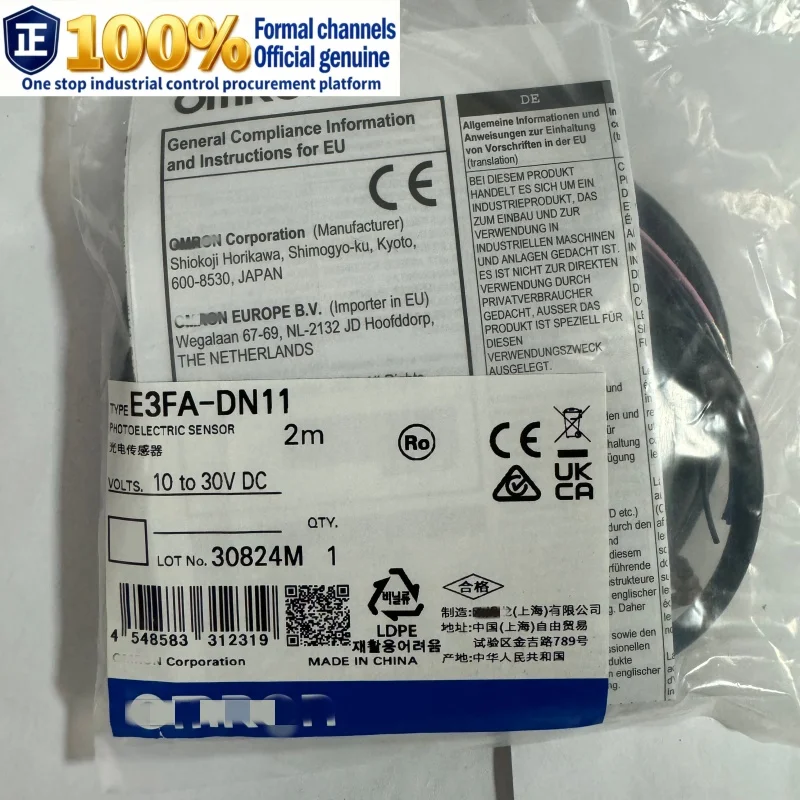 正
100%
Formal channels
Official genuine
One stop industrial control procurement platform
General Compliance Information
and Instructions for EU
CE
OMRON Corporation (Manufacturer)
Shiokoji Horikawa, Shimogyo-ku, Kyoto,
600-8530, JAPAN
OMRON EUROPE B.V. (Importer in EU)
Wegalaan 67-69, NL-2132 JD Hoofddorp,
THE NETHERLANDS
DE
Allgemeine Informationen und
Anweisungen zur Einhaltung
von Vorschriften in der EU
(translation)
BEI DIESEM PRODUKT
HANDELT ES SICH UM EIN
INDUSTRIEPRODUKT, DAS
ZUM EINBAU UND ZUR
VERWENDUNG IN
INDUSTRIELLEN MASCHINEN
UND ANLAGEN GEDACHT IST.
ES IST NICHT ZUR DIREKTEN
VERWENDUNG DURCH
PRIVATVERBRAUCHER
GEDACHT, AUSSER DAS
PRODUKT IST SPEZIELL FÜR
DIESEN
VERWENDUNGSZWECK
AUSGELEGT.
TYPE E3FA-DN11
PHOTOELECTRIC SENSOR 2m
光电传感器
Ro
CE
UK
CA
VOLTS. 10 to 30V DC
QTY.
LOT No. 30824M 1
4 548583 312319
OMRON Corporation
비닐류
LDPE
재활용어려움
MADE IN CHINA
合格
制造: (上海)有限公司
地址: 中国(上海)自由贸易
试验区金吉路789号
产地: 中华人民共和国
OMRON